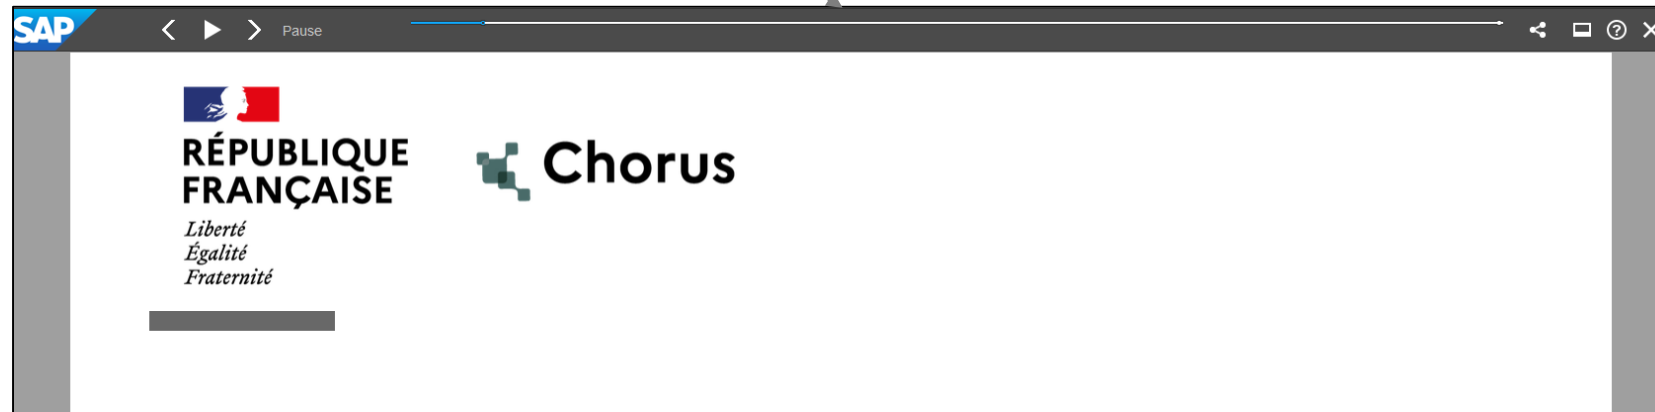 SAP
Pause
RÉPUBLIQUE
FRANÇAISE
Liberté
Égalité
Fraternité
Chorus